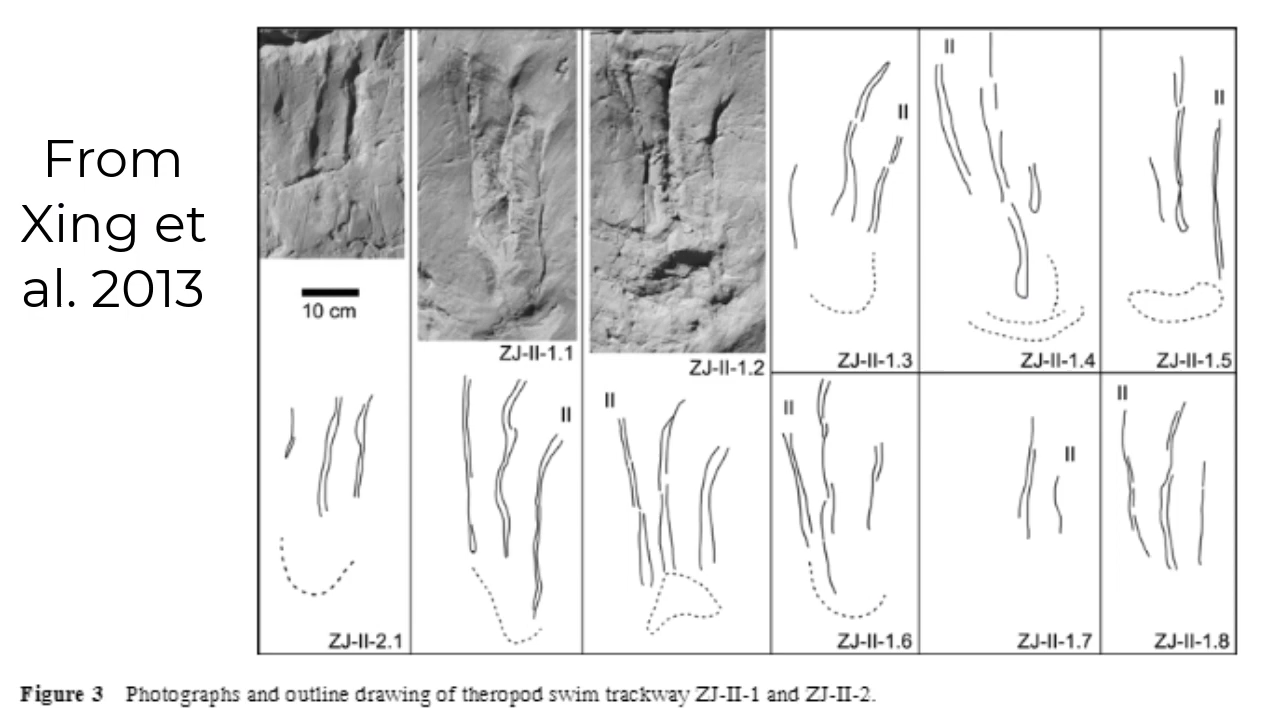 From
Xing et
al. 2013
10 cm
ZJ-II-1.1
ZJ-II-1.2
II
ZJ-II-1.3
II
ZJ-II-1.4
II
ZJ-II-1.5
ZJ-II-2.1
II
II
II
ZJ-II-1.6
II
ZJ-II-1.7
II
ZJ-II-1.8
Figure 3 Photographs and outline drawing of theropod swim trackway ZJ-II-1 and ZJ-II-2.